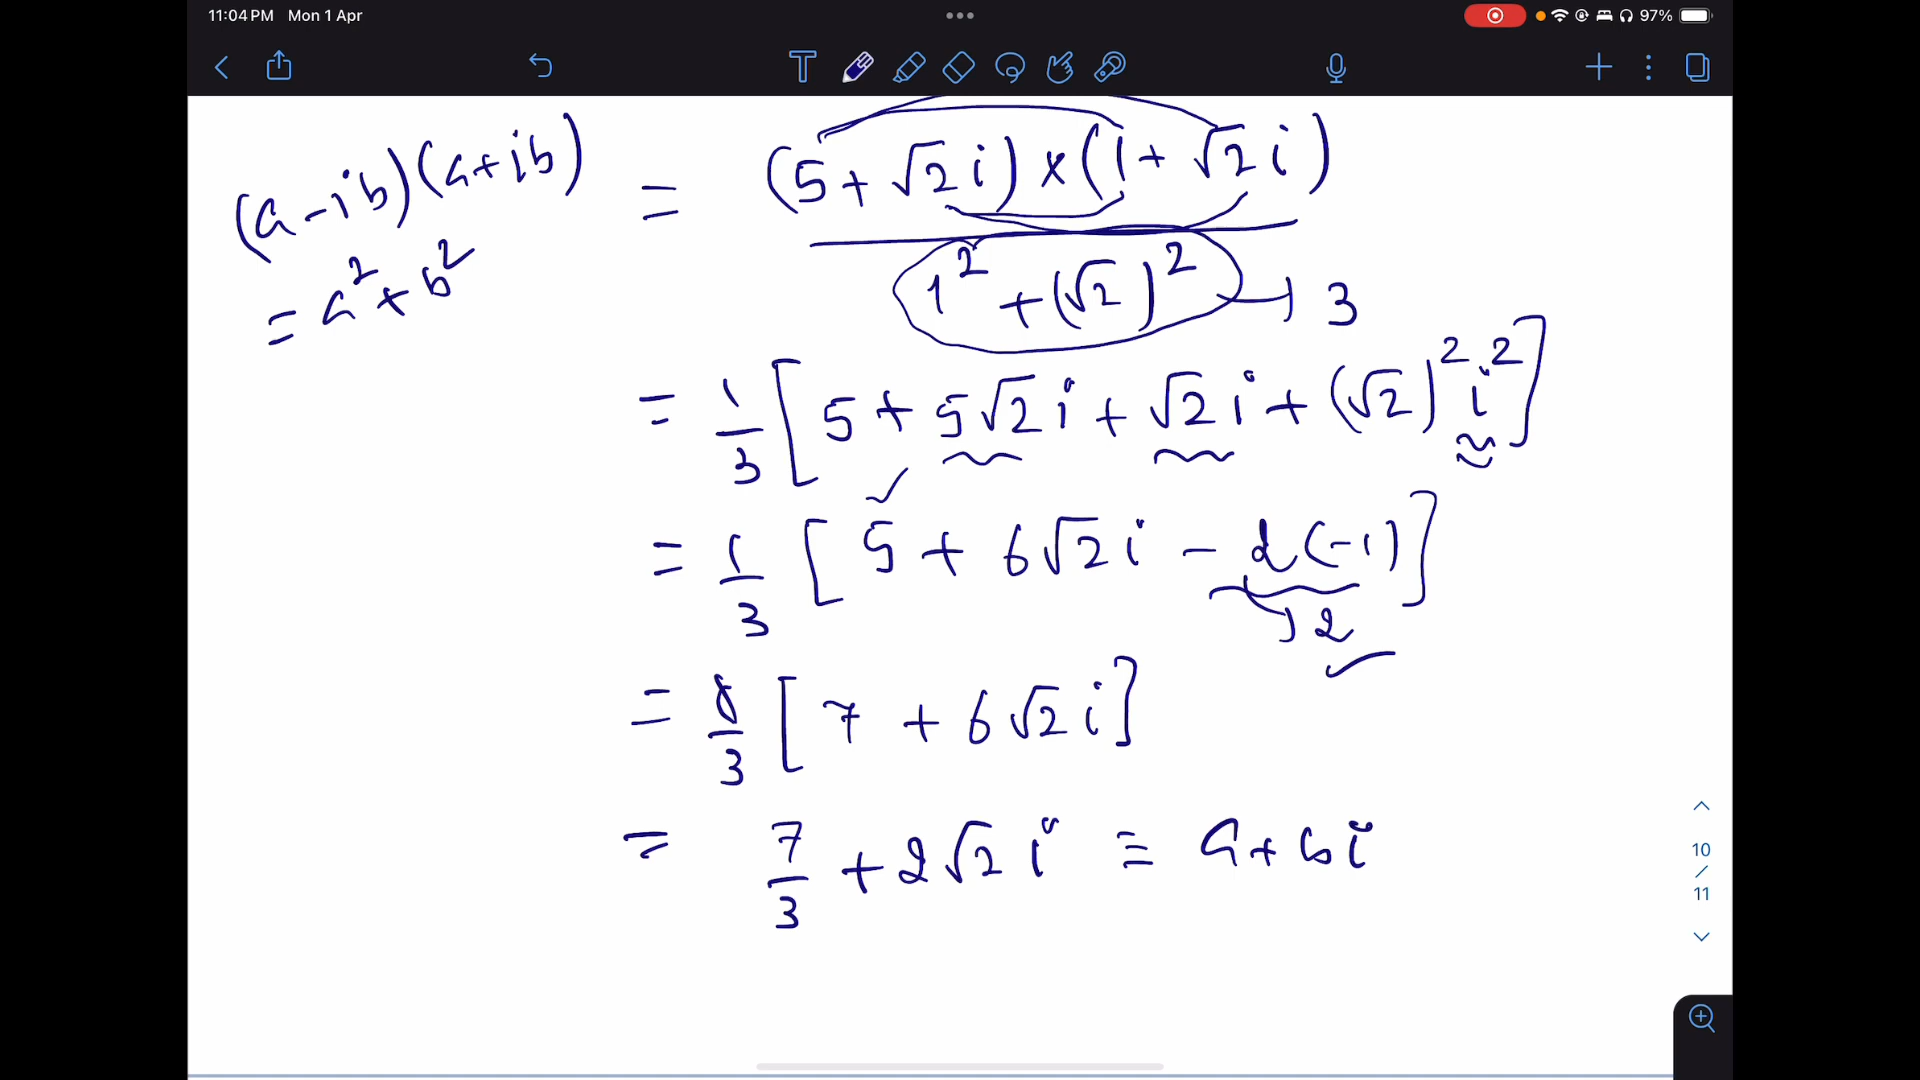 11:04 PM Mon 1 Apr
97%
(a - ib)(a + ib)
= a² + b²
= (5 + √2 i) × (1 + √2 i)
1² + (√2)² → 3
= 1/3 [5 + 5√2 i + √2 i + (√2)² i²]
= 1/3 [5 + 6√2 i - 2(-1)]
→ 2
= 1/3 [7 + 6√2 i]
= 7/3 + 2√2 i ≡ a + bi
10
/
11